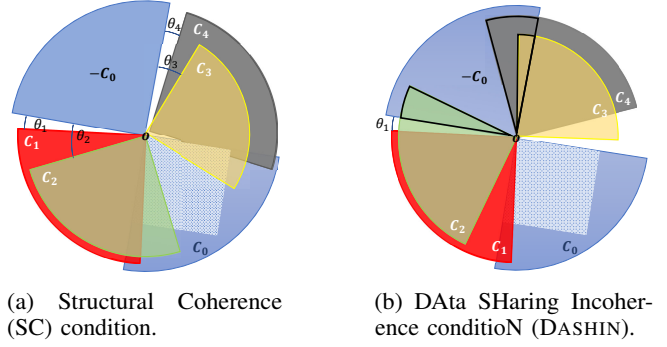 θ₄
C₄
θ₃
C₃
−C₀
θ₁
θ₂
o
C₁
C₂
C₀
(a) Structural Coherence
(SC) condition.
−C₀
C₄
C₃
θ₁
o
C₂
C₁
C₀
(b) DAta SHaring Incoher-
ence conditioN (DASHIN).